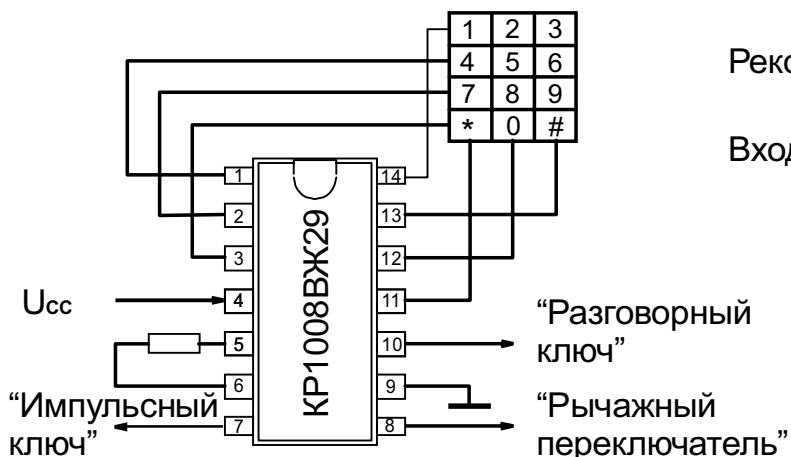 1 2 3
4 5 6
7 8 9
* 0 #
Реко
Вход
1
2
3
4
5
6
7
14
13
12
11
10
9
8
КР1008ВЖ29
Ucc
“Импульсный
ключ”
“Разговорный
ключ”
“Рычажный
переключатель”